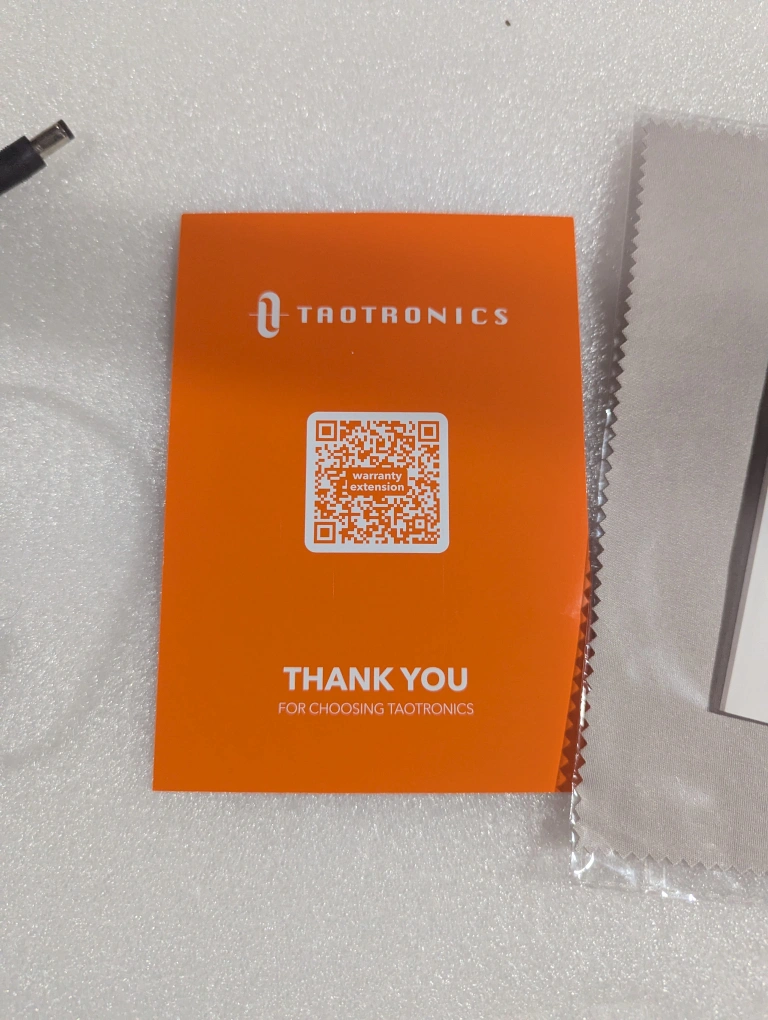 TAOTRONICS
warranty
extension
THANK YOU
FOR CHOOSING TAOTRONICS